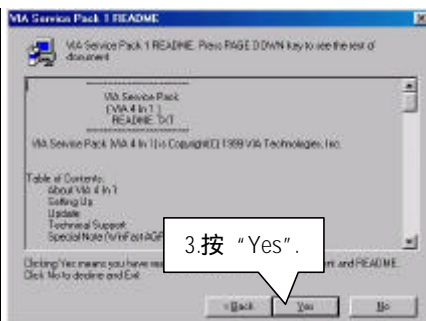 VIA Service Pack 1 README
VIA Service Pack 1 README. Press PAGE DOWN key to see the rest of
document
VIA Service Pack
(VIA 4 In 1)
README.TXT
VIA Service Pack (VIA 4 In 1) is Copyright(C) 1999 VIA Technologies, Inc.
Table of Contents:
About VIA 4 In 1
Setting Up
Update
Technical Support
Special Note (WinFast AGP
3.按 "Yes".
Clicking Yes means you have
and README.
Click No to decline and Exit
< Back
Yes
No